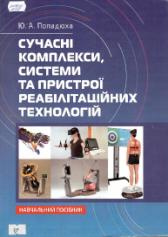 Ю. А. Попадюха
СУЧАСНІ
КОМПЛЕКСИ,
СИСТЕМИ
ТА ПРИСТРОЇ
РЕАБІЛІТАЦІЙНИХ
ТЕХНОЛОГІЙ
НАВЧАЛЬНИЙ ПОСІБНИК